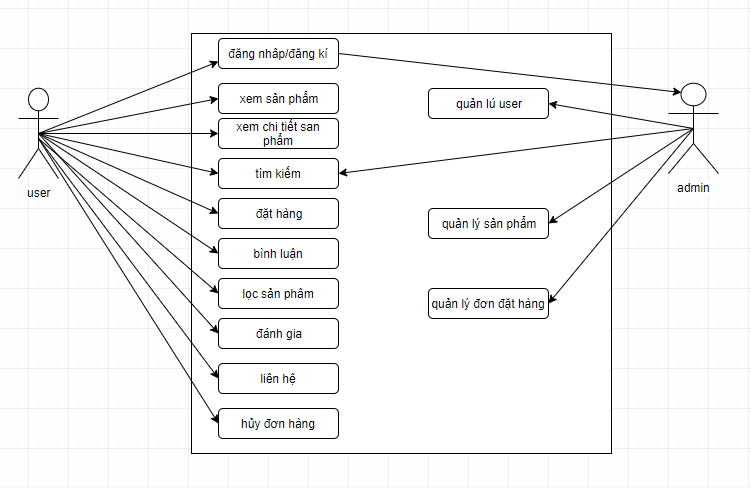 đăng nhâp/đăng kí
xem sản phẩm
quản lú user
xem chi tiết san
phẩm
tìm kiếm
user
admin
đặt hàng
quản lý sản phẩm
bình luận
lọc sản phâm
quản lý đơn đặt hàng
đánh gia
liên hệ
hủy đơn hàng